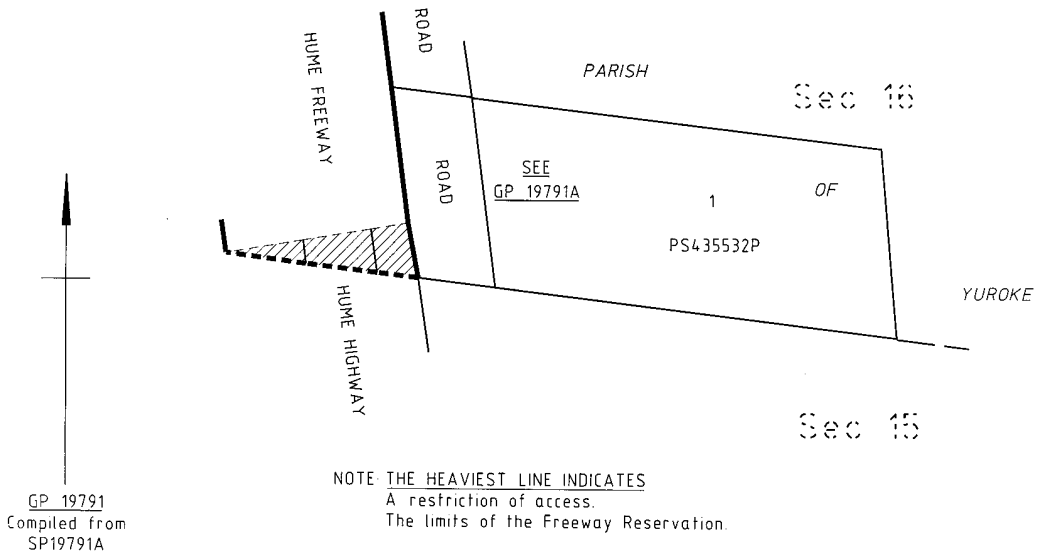 ROAD
HUME FREEWAY
PARISH
Sec 16
ROAD
SEE
GP 19791A
OF
1
PS435532P
YUROKE
HUME HIGHWAY
Sec 15
NOTE THE HEAVIEST LINE INDICATES
A restriction of access.
The limits of the Freeway Reservation.
GP 19791
Compiled from
SP19791A